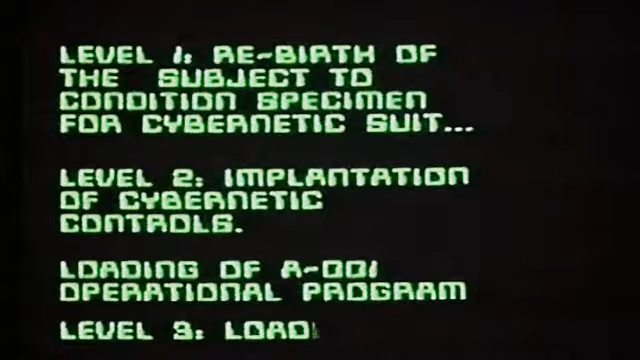 LEVEL 1: RE-BIRTH OF
THE SUBJECT TO
CONDITION SPECIMEN
FOR CYBERNETIC SUIT...
LEVEL 2: IMPLANTATION
OF CYBERNETIC
CONTROLS.
LOADING OF A-001
OPERATIONAL PROGRAM
LEVEL 3: LOAD